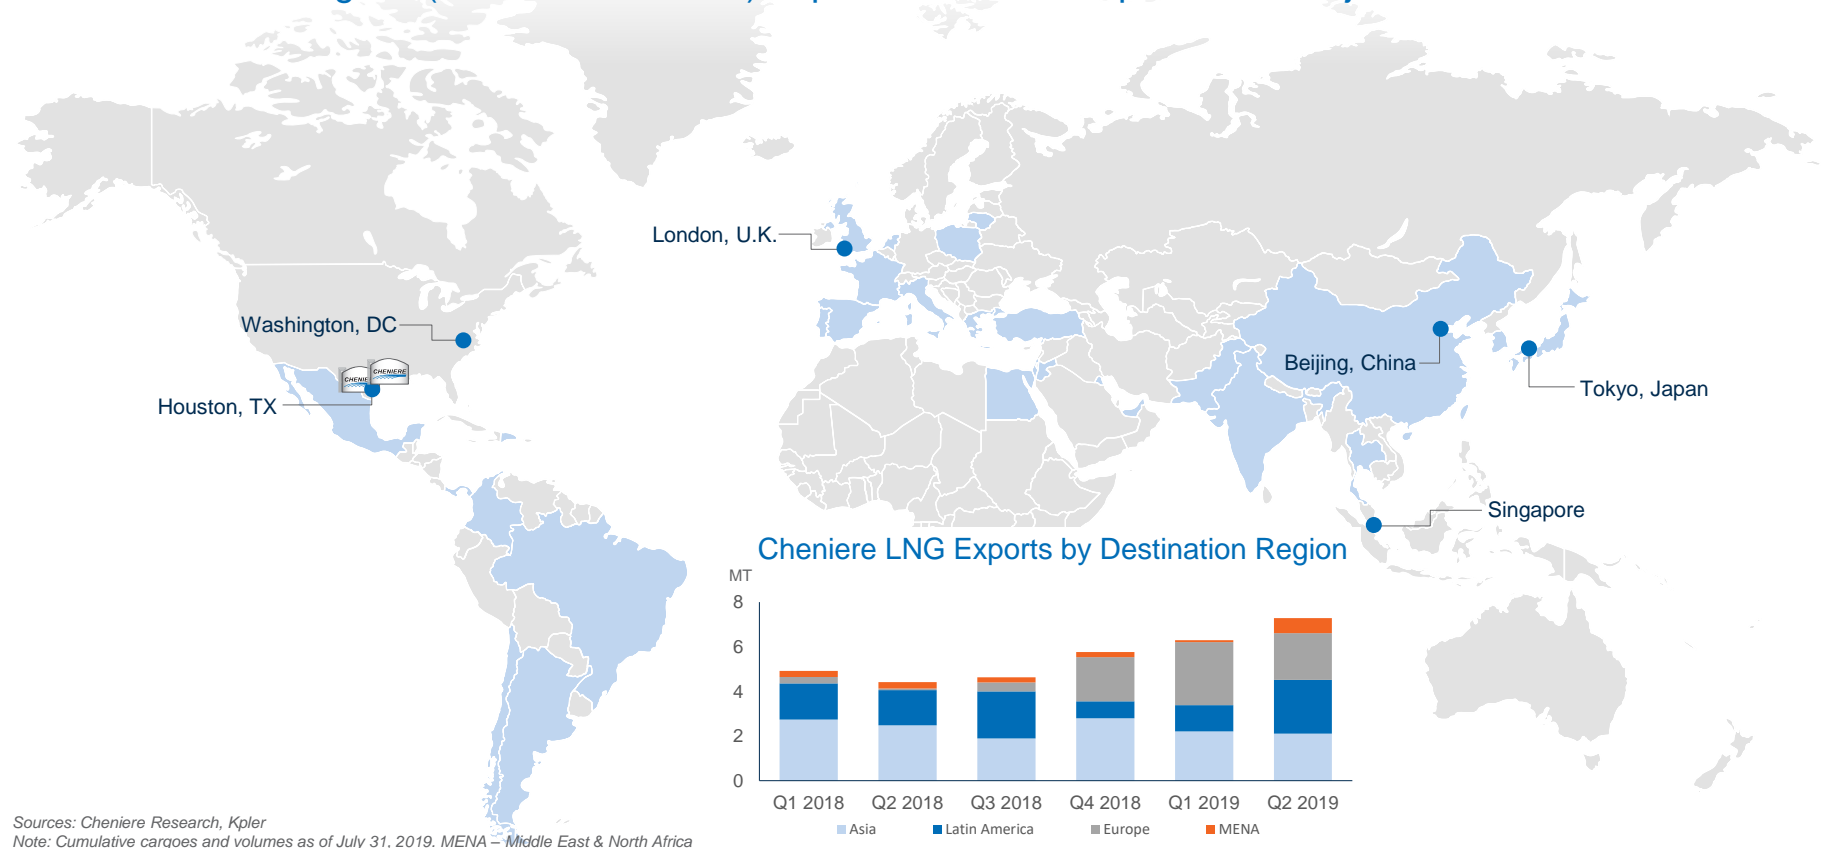 London, U.K.
Washington, DC
CHENIERE
Houston, TX
Beijing, China
Tokyo, Japan
Singapore
Cheniere LNG Exports by Destination Region
MT
8
6
4
2
0
Q1 2018 Q2 2018 Q3 2018 Q4 2018 Q1 2019 Q2 2019
Asia Latin America Europe MENA
Sources: Cheniere Research, Kpler
Note: Cumulative cargoes and volumes as of July 31, 2019. MENA – Middle East & North Africa